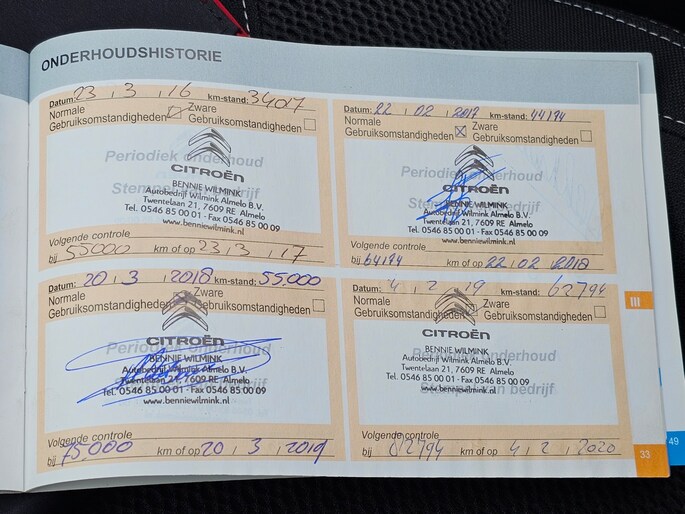 ONDERHOUDSHISTORIE
Datum: 23 , 3 , 16 km-stand: 34017
Normale
Gebruiksomstandigheden
Zware
Gebruiksomstandigheden
Periodiek onderhoud
CITROËN
BENNIE WILMINK
Autobedrijf Wilmink Almelo B.V.
Twentelaan 21, 7609 RE Almelo
Tel. 0546 85 00 01 - Fax 0546 85 00 09
www.benniewilmink.nl
Volgende controle
bij 55000 km of op 23 , 3 , 17
Datum: 22 , 02 , 2017 km-stand: 44194
Normale
Gebruiksomstandigheden
Zware
Gebruiksomstandigheden
Periodiek onderhoud
CITROËN
BENNIE WILMINK
Autobedrijf Wilmink Almelo B.V.
Twentelaan 21, 7609 RE Almelo
Tel. 0546 85 00 01 - Fax 0546 85 00 09
www.benniewilmink.nl
Volgende controle
bij 64194 km of op 22 , 02 , 2018
Datum: 20 , 3 , 2018 km-stand: 55.000
Normale
Gebruiksomstandigheden
Zware
Gebruiksomstandigheden
CITROËN
Periodiek onderhoud
BENNIE WILMINK
Autobedrijf Wilmink Almelo B.V.
Twentelaan 21, 7609 RE Almelo
Tel. 0546 85 00 01 - Fax 0546 85 00 09
www.benniewilmink.nl
Volgende controle
bij 75.000 km of op 20 , 3 , 2019
Datum: 4 , 2 , 19 km-stand: 62794
Normale
Gebruiksomstandigheden
Zware
Gebruiksomstandigheden
CITROËN
BENNIE WILMINK
Autobedrijf Wilmink Almelo B.V.
Twentelaan 21, 7609 RE Almelo
Tel. 0546 85 00 01 - Fax 0546 85 00 09
www.benniewilmink.nl
Volgende controle
bij 82794 km of op 4 , 2 , 2020
III
33
49